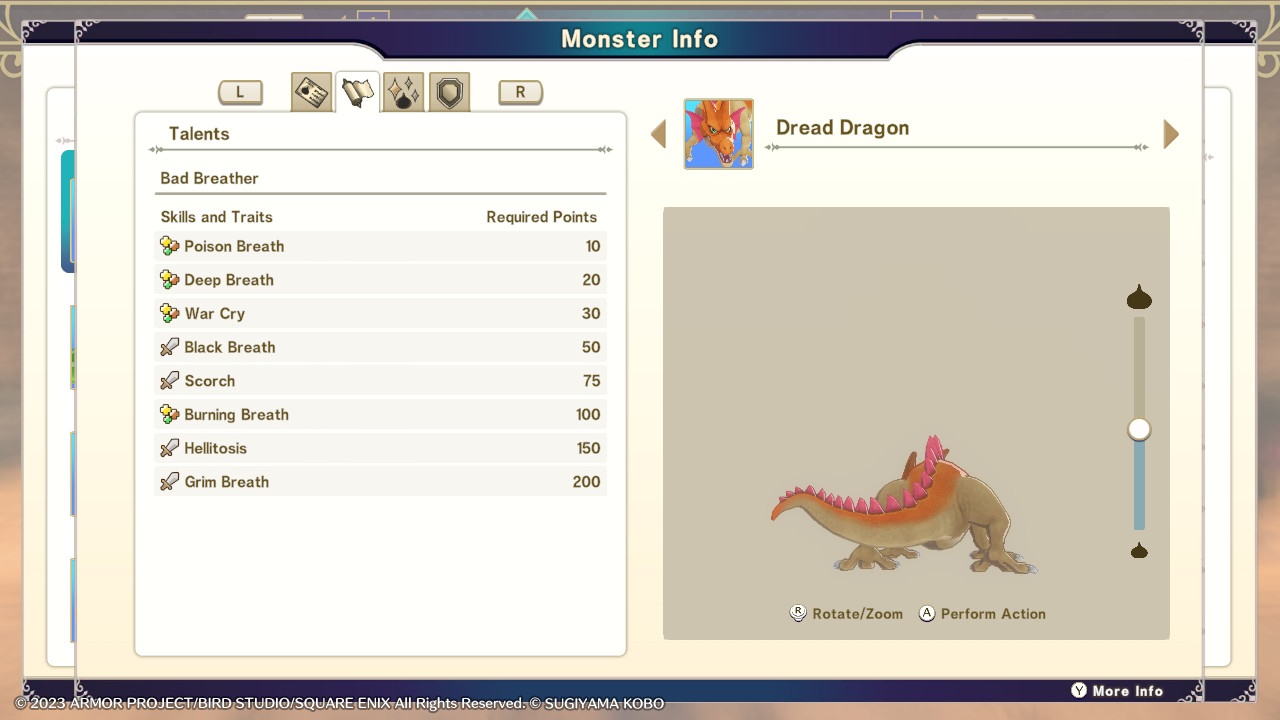 Monster Info
L
R
Talents
Bad Breather
Skills and Traits Required Points
Poison Breath 10
Deep Breath 20
War Cry 30
Black Breath 50
Scorch 75
Burning Breath 100
Hellitosis 150
Grim Breath 200
Dread Dragon
R Rotate/Zoom A Perform Action
Y More Info
© 2023 ARMOR PROJECT/BIRD STUDIO/SQUARE ENIX All Rights Reserved. © SUGIYAMA KOBO